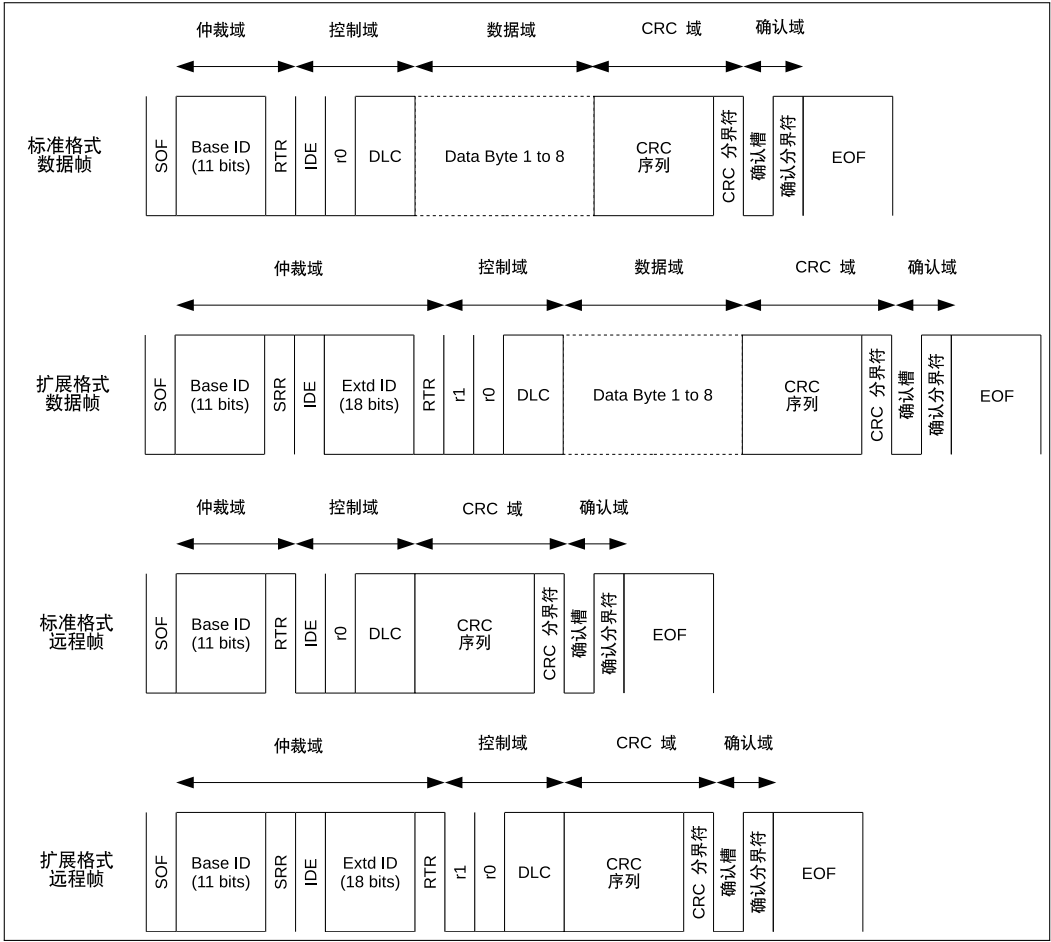 仲裁域 控制域 数据域 CRC 域 确认域
标准格式
数据帧
SOF
Base ID
(11 bits)
RTR
IDE
r0
DLC
Data Byte 1 to 8
CRC
序列
CRC 分界符
确认槽
确认分界符
EOF
仲裁域 控制域 数据域 CRC 域 确认域
扩展格式
数据帧
SOF
Base ID
(11 bits)
SRR
IDE
Extd ID
(18 bits)
RTR
r1
r0
DLC
Data Byte 1 to 8
CRC
序列
CRC 分界符
确认槽
确认分界符
EOF
仲裁域 控制域 CRC 域 确认域
标准格式
远程帧
SOF
Base ID
(11 bits)
RTR
IDE
r0
DLC
CRC
序列
CRC 分界符
确认槽
确认分界符
EOF
仲裁域 控制域 CRC 域 确认域
扩展格式
远程帧
SOF
Base ID
(11 bits)
SRR
IDE
Extd ID
(18 bits)
RTR
r1
r0
DLC
CRC
序列
CRC 分界符
确认槽
确认分界符
EOF